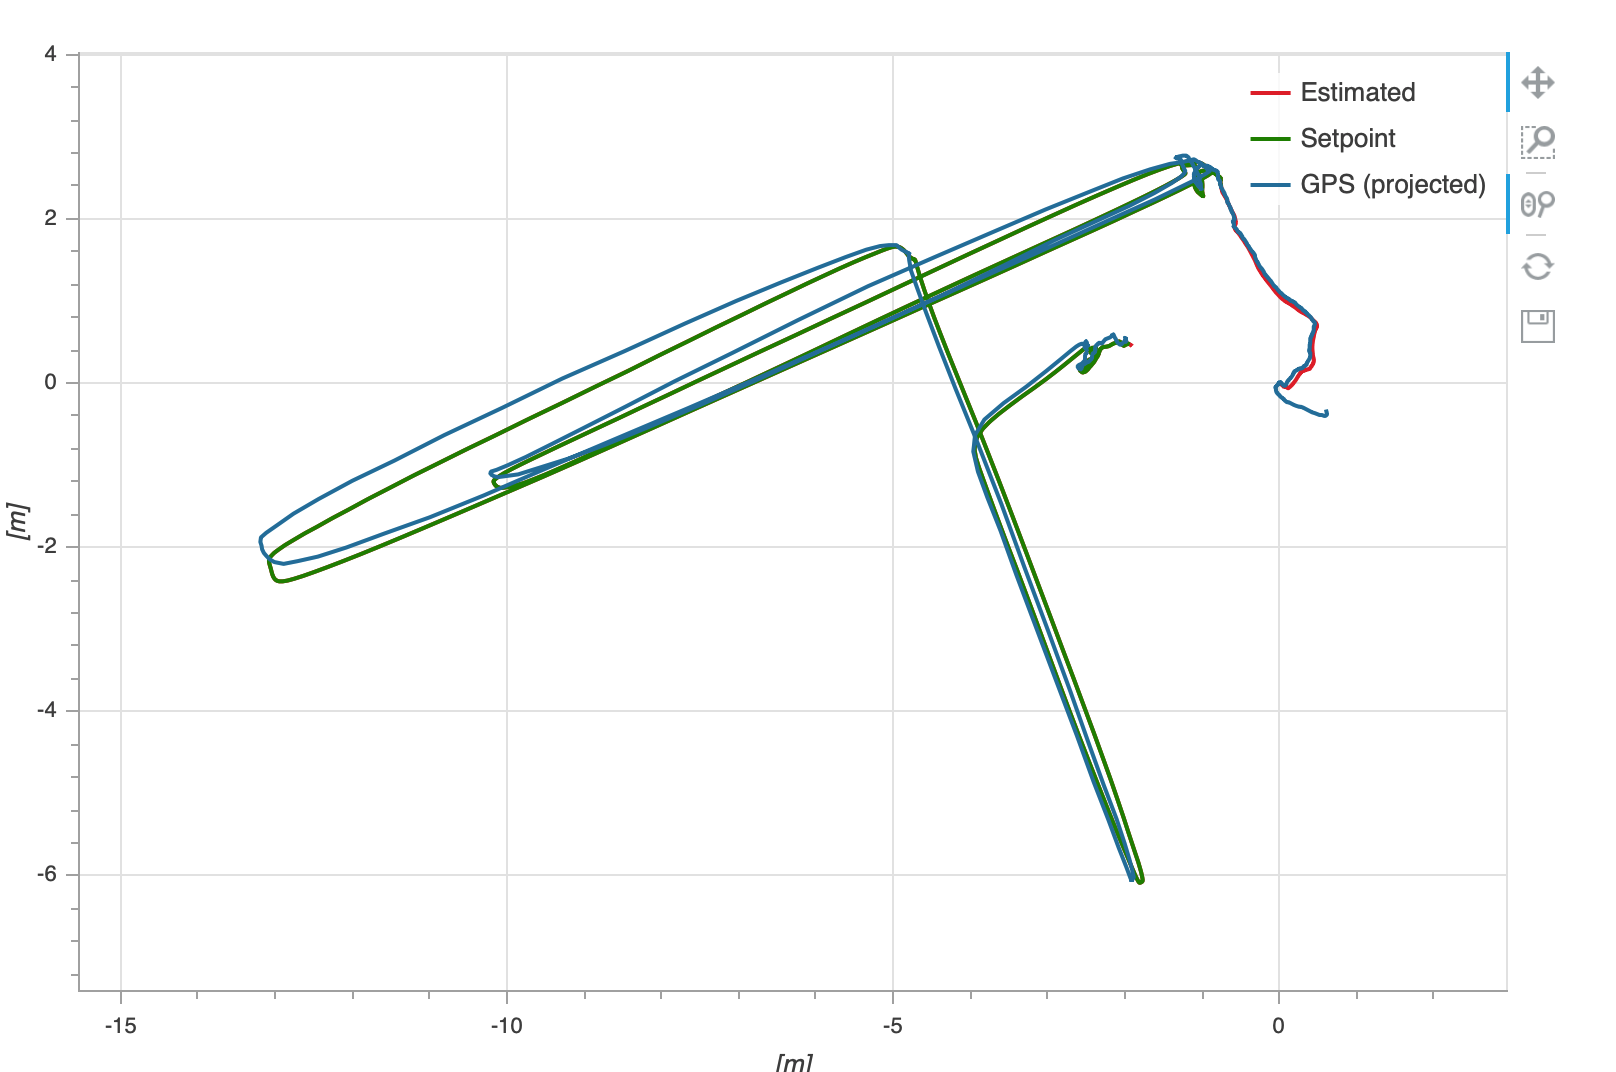 4
2
0
-2
-4
-6
[m]
Estimated
Setpoint
GPS (projected)
-15
-10
-5
0
[m]